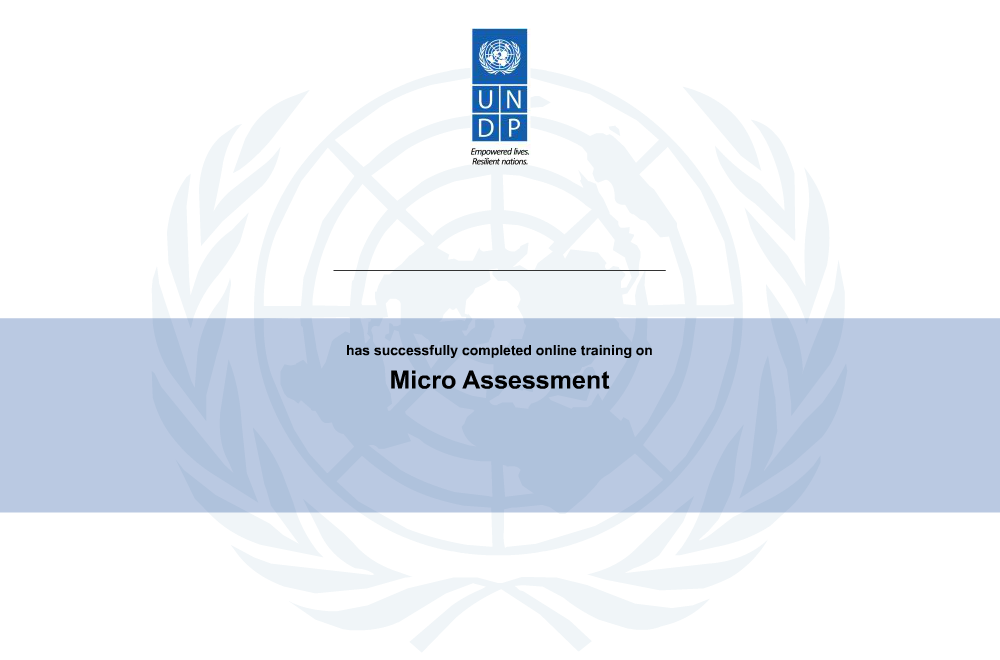 U N
D P
Empowered lives.
Resilient nations.
has successfully completed online training on
Micro Assessment